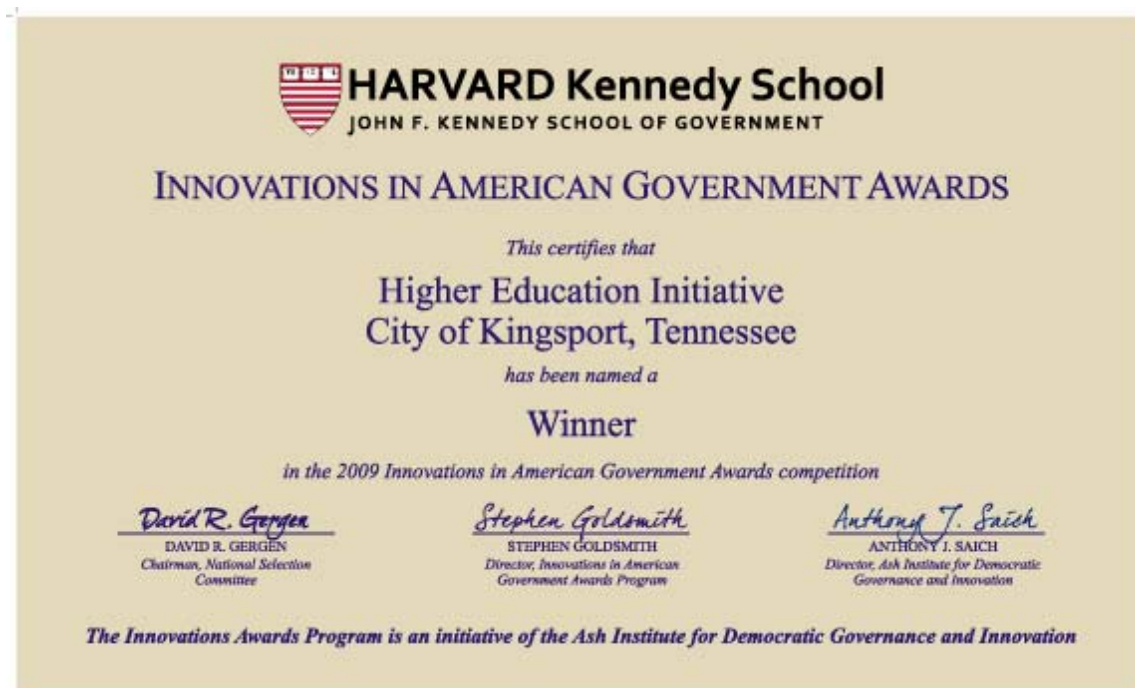 HARVARD Kennedy School
JOHN F. KENNEDY SCHOOL OF GOVERNMENT
INNOVATIONS IN AMERICAN GOVERNMENT AWARDS
This certifies that
Higher Education Initiative
City of Kingsport, Tennessee
has been named a
Winner
in the 2009 Innovations in American Government Awards competition
David R. Gergen
DAVID R. GERGEN
Chairman, National Selection
Committee
Stephen Goldsmith
STEPHEN GOLDSMITH
Director, Innovations in American
Government Awards Program
Anthony J. Saich
ANTHONY J. SAICH
Director, Ash Institute for Democratic
Governance and Innovation
The Innovations Awards Program is an initiative of the Ash Institute for Democratic Governance and Innovation